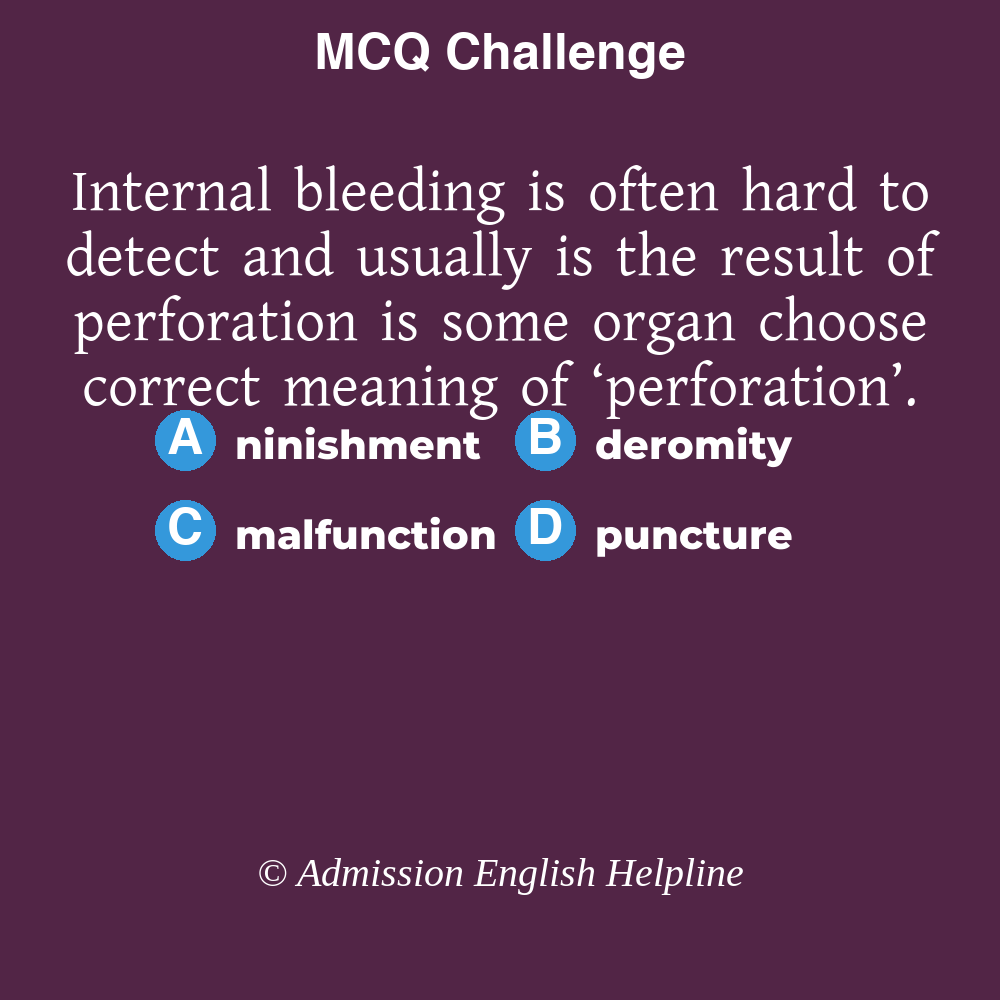 MCQ Challenge
Internal bleeding is often hard to
detect and usually is the result of
perforation is some organ choose
correct meaning of ‘perforation’.
A ninishment B deromity
C malfunction D puncture
© Admission English Helpline